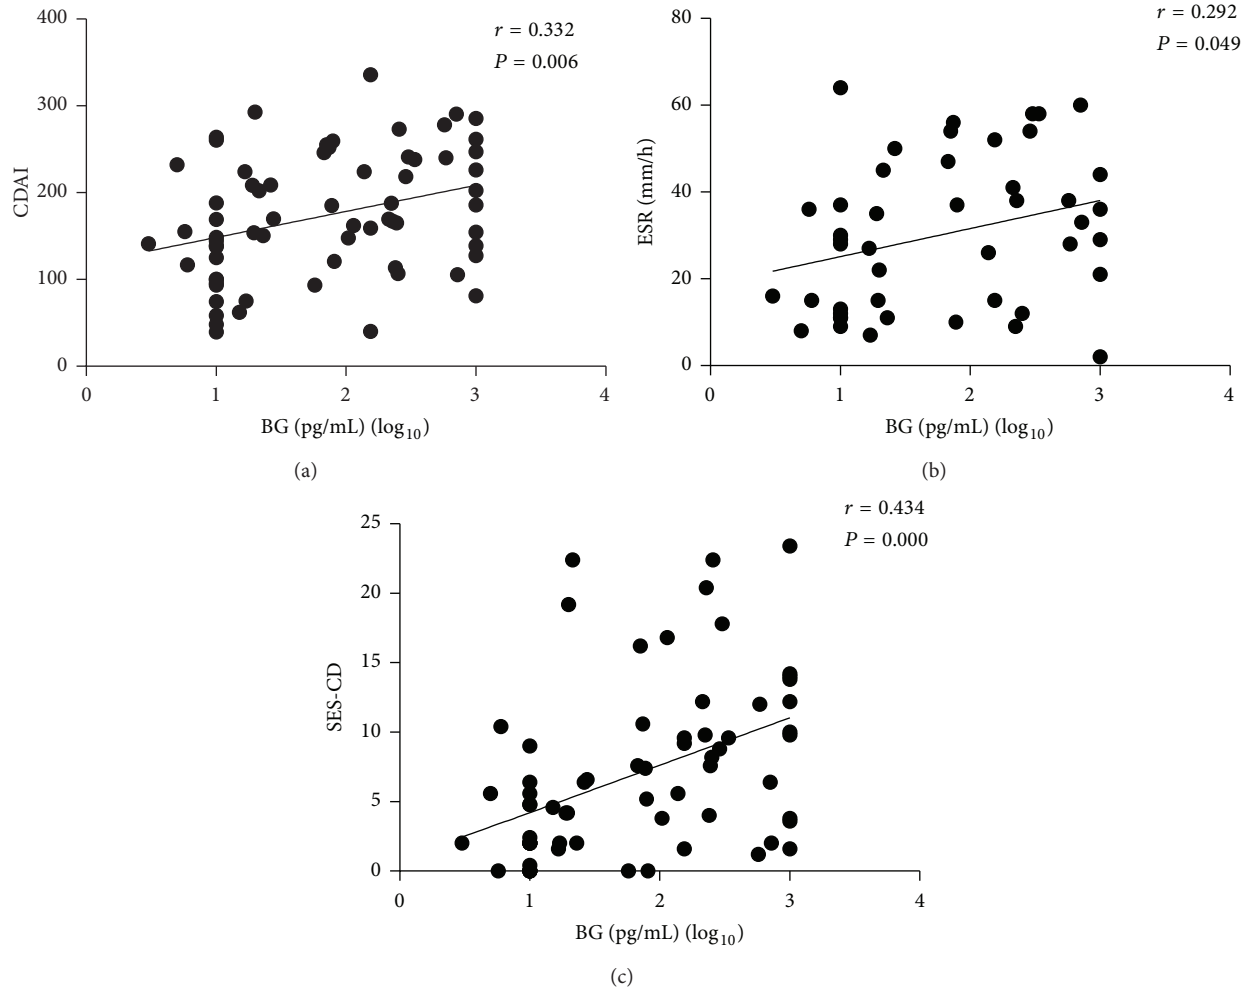 400
300
200
100
0
CDAI
r = 0.332
P = 0.006
0 1 2 3 4
BG (pg/mL) (log10)
(a)
80
60
40
20
0
ESR (mm/h)
r = 0.292
P = 0.049
0 1 2 3 4
BG (pg/mL) (log10)
(b)
25
20
15
10
5
0
SES-CD
r = 0.434
P = 0.000
0 1 2 3 4
BG (pg/mL) (log10)
(c)